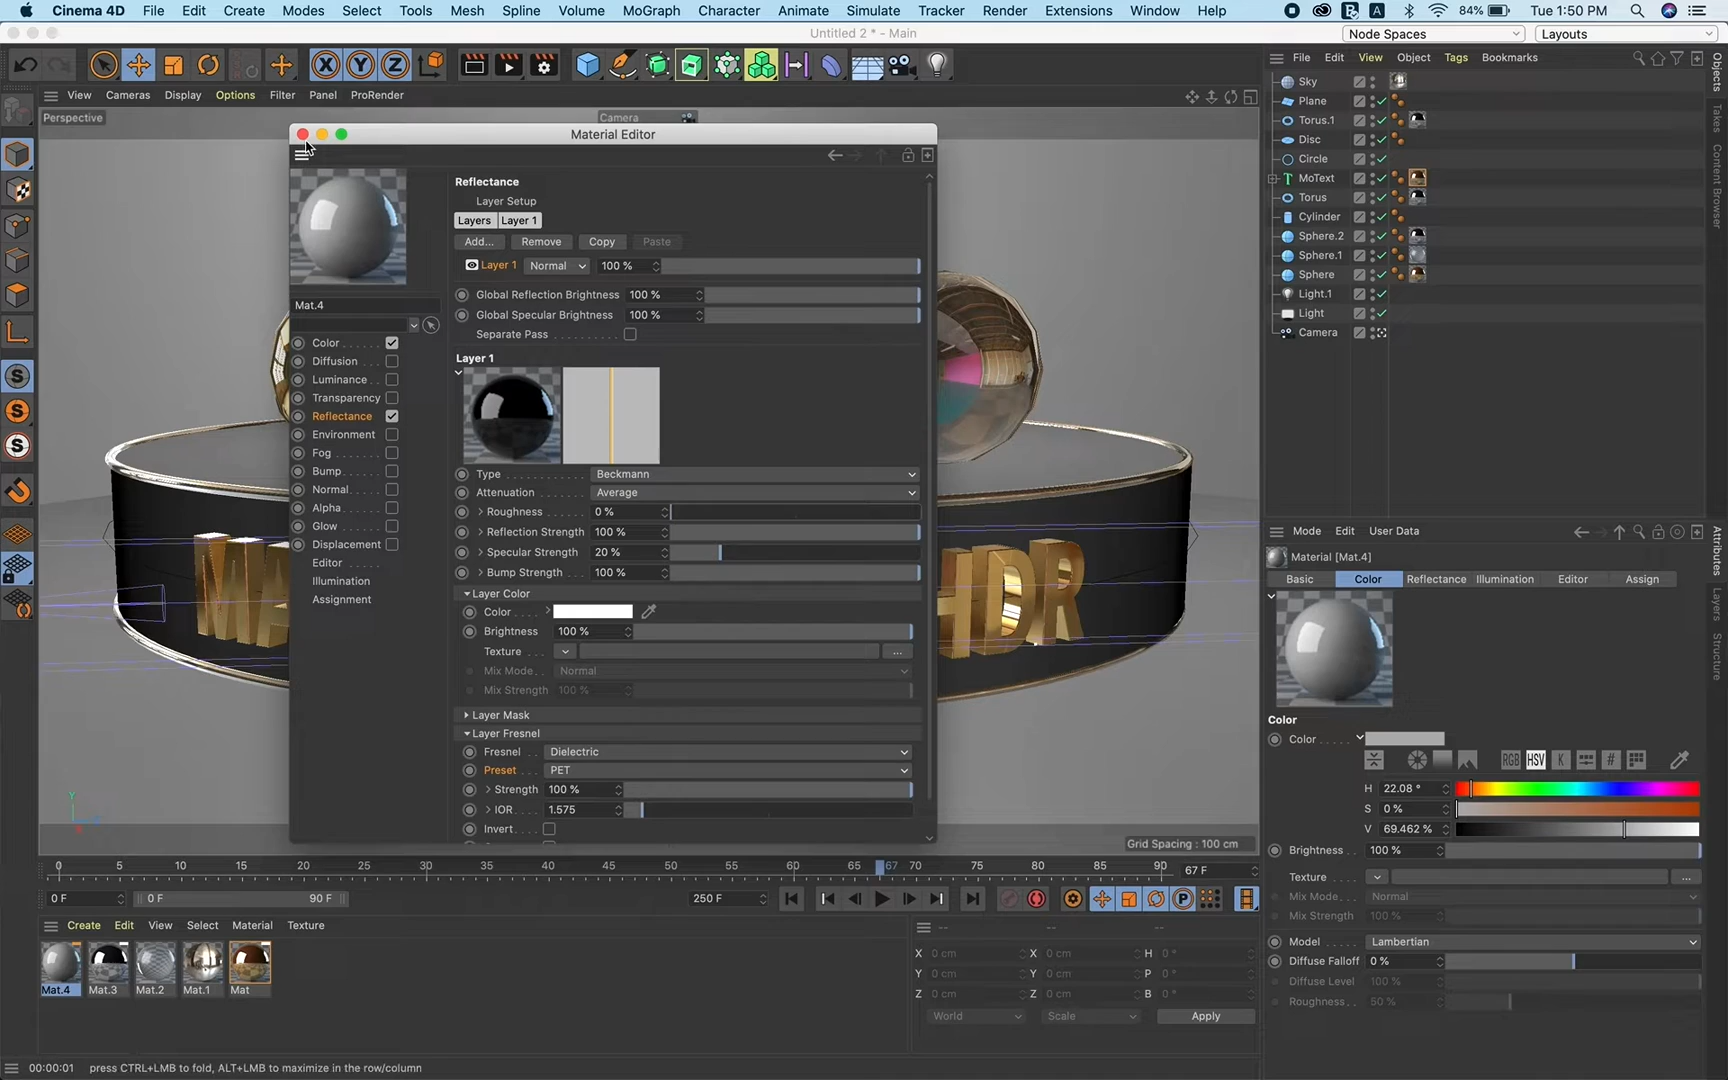 Cinema 4D File Edit Create Modes Select Tools Mesh Spline Volume MoGraph Character Animate Simulate Tracker Render Extensions Window Help 84% Tue 1:50 PM
Untitled 2 * - Main
Node Spaces Layouts
X Y Z
File Edit View Object Tags Bookmarks
View Cameras Display Options Filter Panel ProRender
Perspective
Camera
Sky
Plane
Torus.1
Disc
Circle
MoText
Torus
Cylinder
Sphere.2
Sphere.1
Sphere
Light.1
Light
Camera
Objects
Takes
Content Browser
Material Editor
Mat.4
Color
Diffusion
Luminance
Transparency
Reflectance
Environment
Fog
Bump
Normal
Alpha
Glow
Displacement
Editor
Illumination
Assignment
Reflectance
Layer Setup
Layers Layer 1
Add... Remove Copy Paste
Layer 1 Normal 100 %
Global Reflection Brightness 100 %
Global Specular Brightness 100 %
Separate Pass
Layer 1
Type Beckmann
Attenuation Average
Roughness 0 %
Reflection Strength 100 %
Specular Strength 20 %
Bump Strength 100 %
Layer Color
Color
Brightness 100 %
Texture ...
Mix Mode Normal
Mix Strength 100 %
Layer Mask
Layer Fresnel
Fresnel Dielectric
Preset PET
Strength 100 %
IOR 1.575
Invert
MA
HDR
Y
Grid Spacing : 100 cm
Mode Edit User Data
Material [Mat.4]
Basic Color Reflectance Illumination Editor Assign
Color
Color
RGB HSV K #
H 22.08 °
S 0 %
V 69.462 %
Brightness 100 %
Texture ...
Mix Mode Normal
Mix Strength 100 %
Model Lambertian
Diffuse Falloff 0 %
Diffuse Level 100 %
Roughness 50 %
Attributes
Layers
Structure
0 5 10 15 20 25 30 35 40 45 50 55 60 65 67 70 75 80 85 90 67 F
0 F 0 F 90 F 250 F
Create Edit View Select Material Texture
Mat.4 Mat.3 Mat.2 Mat.1 Mat
-- -- --
X 0 cm X 0 cm H 0 °
Y 0 cm Y 0 cm P 0 °
Z 0 cm Z 0 cm B 0 °
World Scale Apply
00:00:01 press CTRL+LMB to fold, ALT+LMB to maximize in the row/column